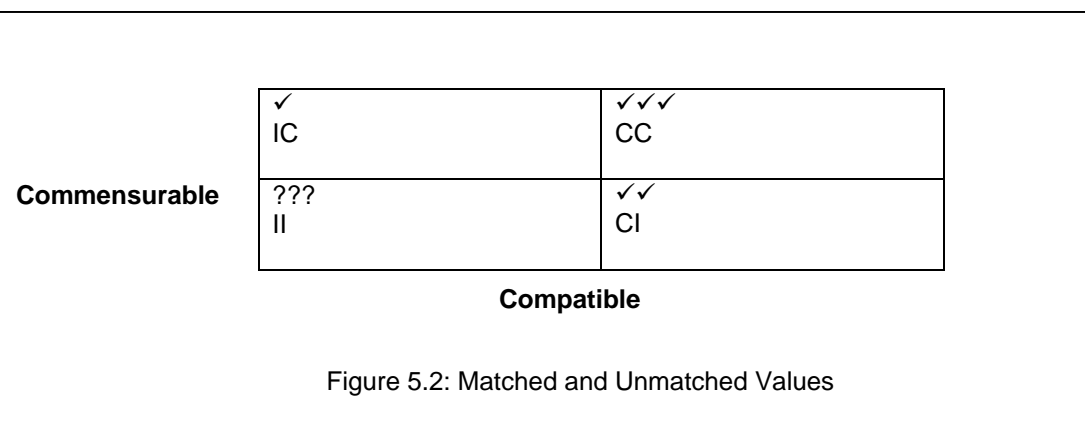 ✓ ✓✓✓
IC CC
Commensurable ??? ✓✓
II CI
Compatible
Figure 5.2: Matched and Unmatched Values